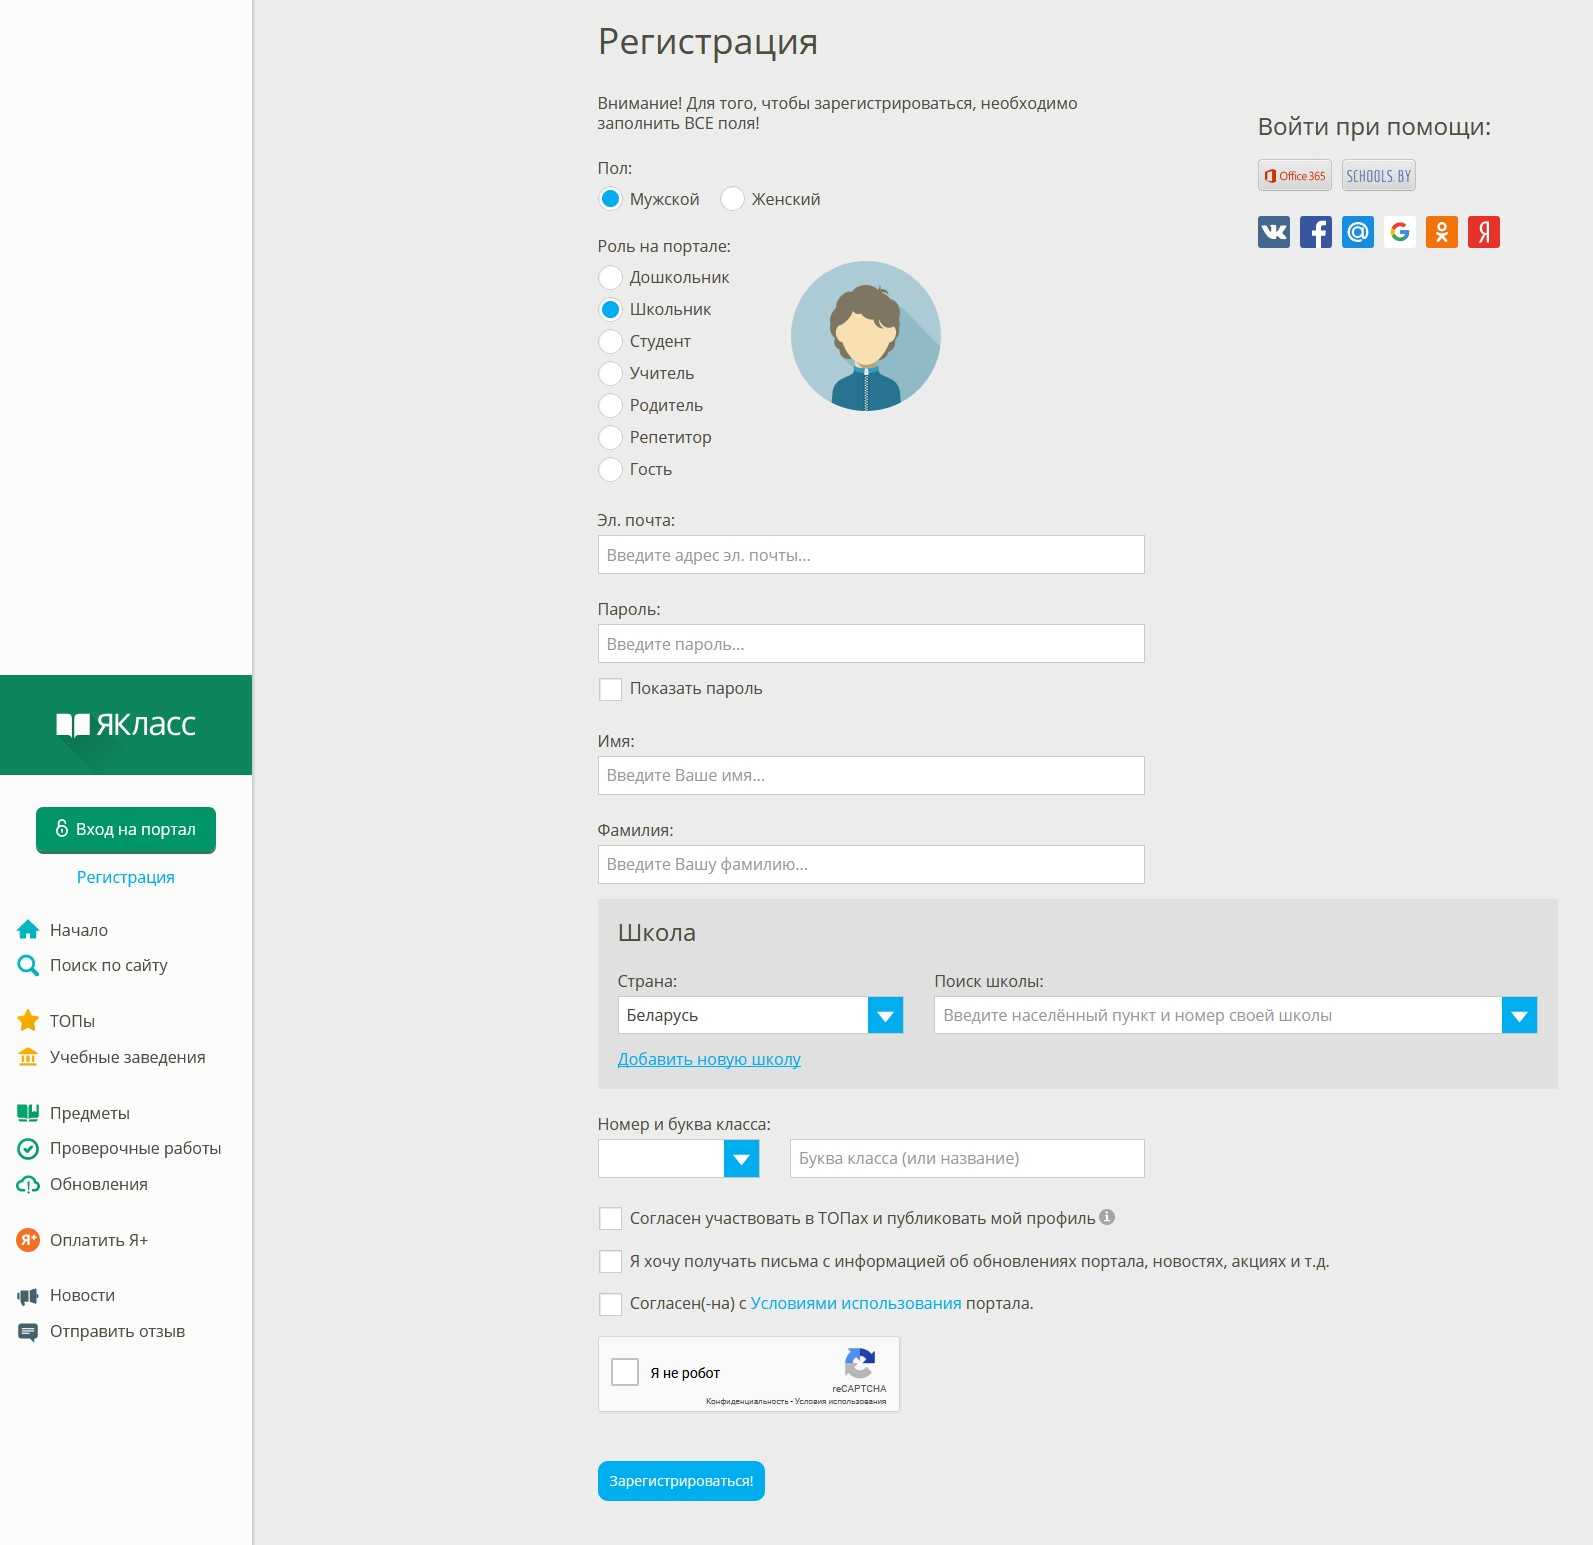 Регистрация
Внимание! Для того, чтобы зарегистрироваться, необходимо
заполнить ВСЕ поля!
Войти при помощи:
Office 365
SCHOOLS.BY
Пол:
Мужской
Женский
Роль на портале:
Дошкольник
Школьник
Студент
Учитель
Родитель
Репетитор
Гость
Эл. почта:
Введите адрес эл. почты...
Пароль:
Введите пароль...
Показать пароль
Имя:
Введите Ваше имя...
Фамилия:
Введите Вашу фамилию...
Школа
Страна:
Беларусь
Поиск школы:
Введите населённый пункт и номер своей школы
Добавить новую школу
Номер и буква класса:
Буква класса (или название)
Согласен участвовать в ТОПах и публиковать мой профиль
Я хочу получать письма с информацией об обновлениях портала, новостях, акциях и т.д.
Согласен(-на) с Условиями использования портала.
Я не робот
reCAPTCHA
Конфиденциальность - Условия использования
Зарегистрироваться!
ЯКласс
Вход на портал
Регистрация
Начало
Поиск по сайту
ТОПы
Учебные заведения
Предметы
Проверочные работы
Обновления
Я+
Оплатить Я+
Новости
Отправить отзыв